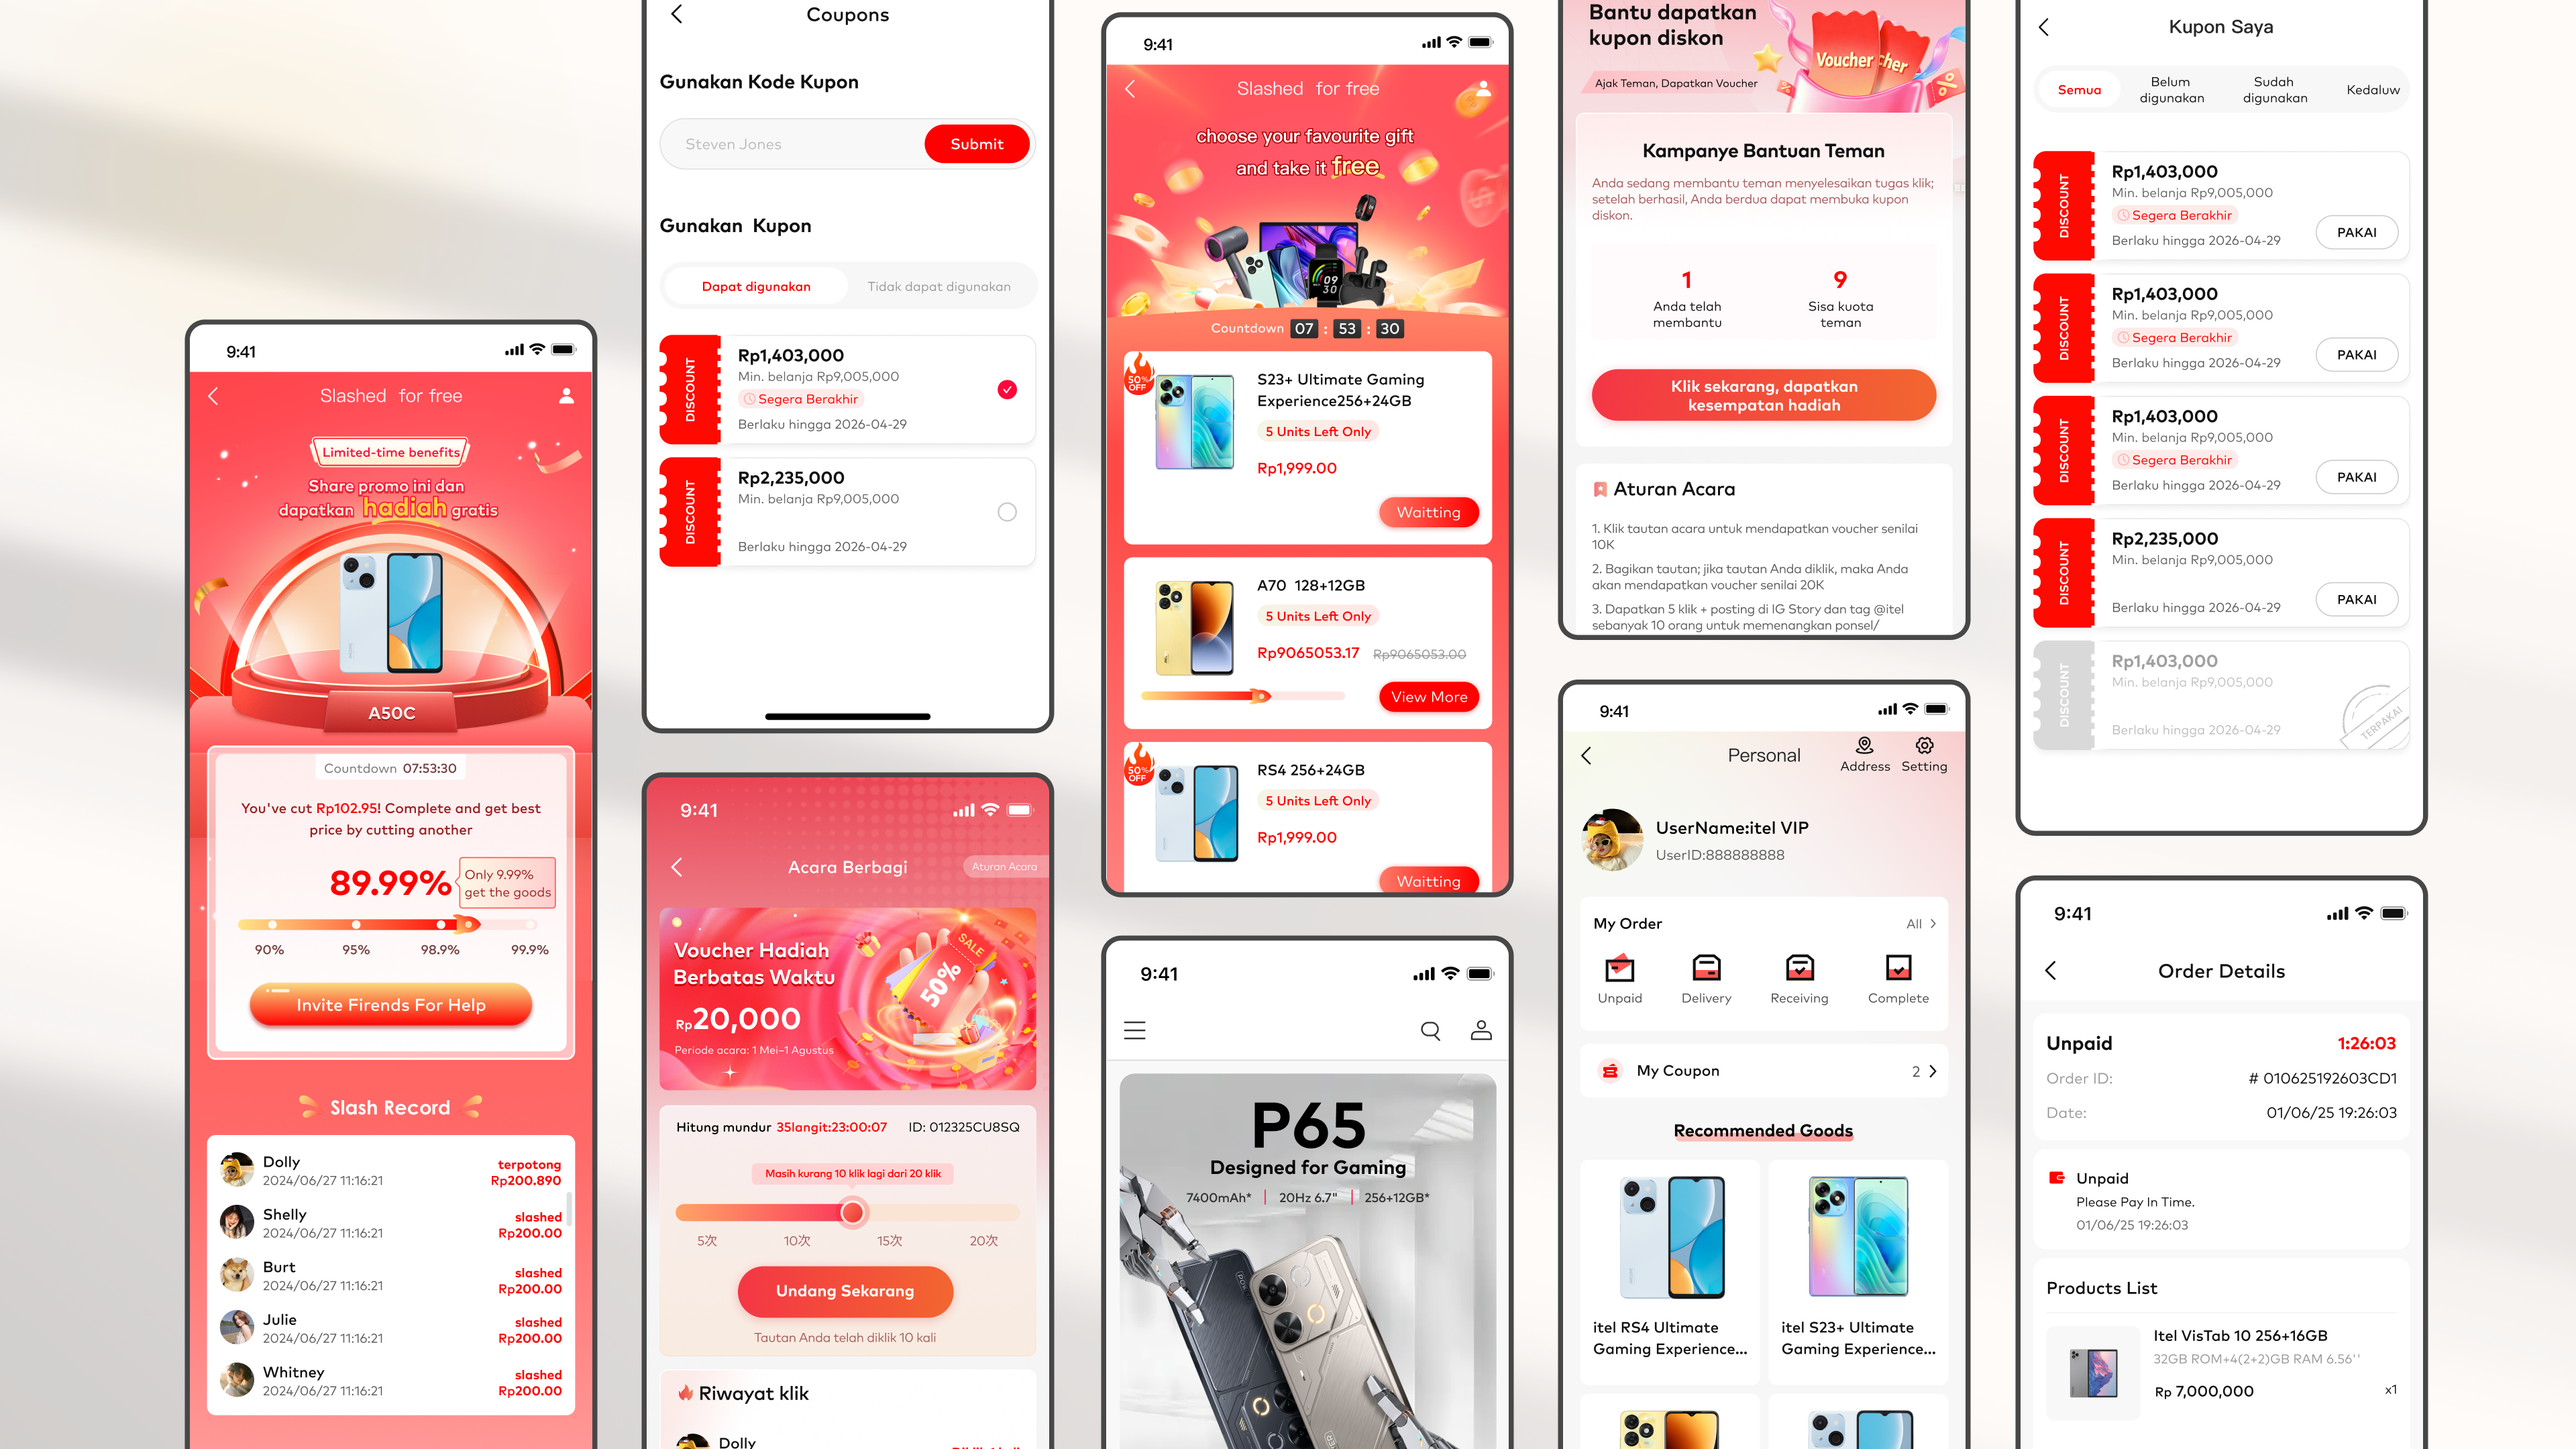 9:41
Slashed for free
Limited-time benefits
Share promo ini dan
dapatkan hadiah gratis
A50C
Countdown 07:53:30
You've cut Rp102.95! Complete and get best
price by cutting another
89.99%
Only 9.99%
get the goods
90% 95% 98.9% 99.9%
Invite Firends For Help
Slash Record
Dolly
2024/06/27 11:16:21
terpotong
Rp200.890
Shelly
2024/06/27 11:16:21
slashed
Rp200.00
Burt
2024/06/27 11:16:21
slashed
Rp200.00
Julie
2024/06/27 11:16:21
slashed
Rp200.00
Whitney
2024/06/27 11:16:21
slashed
Rp200.00
Coupons
Gunakan Kode Kupon
Steven Jones
Submit
Gunakan Kupon
Dapat digunakan
Tidak dapat digunakan
DISCOUNT
Rp1,403,000
Min. belanja Rp9,005,000
Segera Berakhir
Berlaku hingga 2026-04-29
DISCOUNT
Rp2,235,000
Min. belanja Rp9,005,000
Berlaku hingga 2026-04-29
9:41
Acara Berbagi
Aturan Acara
Voucher Hadiah
Berbatas Waktu
Rp20,000
Periode acara: 1 Mei–1 Agustus
SALE
50%
Hitung mundur 35langit:23:00:07 ID: 012325CU8SQ
Masih kurang 10 klik lagi dari 20 klik
5次 10次 15次 20次
Undang Sekarang
Tautan Anda telah diklik 10 kali
Riwayat klik
Dolly
9:41
Slashed for free
choose your favourite gift
and take it free
09
30
Countdown 07 : 53 : 30
50%
OFF
S23+ Ultimate Gaming
Experience256+24GB
5 Units Left Only
Rp1,999.00
Waitting
A70 128+12GB
5 Units Left Only
Rp9065053.17 Rp9065053.00
View More
50%
OFF
RS4 256+24GB
5 Units Left Only
Rp1,999.00
Waitting
9:41
P65
Designed for Gaming
7400mAh* 20Hz 6.7" 256+12GB*
Bantu dapatkan
kupon diskon
Ajak Teman, Dapatkan Voucher
Voucher
cher
%
Kampanye Bantuan Teman
Anda sedang membantu teman menyelesaikan tugas klik;
setelah berhasil, Anda berdua dapat membuka kupon
diskon.
1
Anda telah
membantu
9
Sisa kuota
teman
Klik sekarang, dapatkan
kesempatan hadiah
Aturan Acara
1. Klik tautan acara untuk mendapatkan voucher senilai
10K
2. Bagikan tautan; jika tautan Anda diklik, maka Anda
akan mendapatkan voucher senilai 20K
3. Dapatkan 5 klik + posting di IG Story dan tag @itel
sebanyak 10 orang untuk memenangkan ponsel/
9:41
Personal
Address
Setting
UserName:itel VIP
UserID:888888888
My Order
All
Unpaid Delivery Receiving Complete
My Coupon
2
Recommended Goods
itel RS4 Ultimate
Gaming Experience...
itel S23+ Ultimate
Gaming Experience...
Kupon Saya
Semua
Belum
digunakan
Sudah
digunakan
Kedaluw
DISCOUNT
Rp1,403,000
Min. belanja Rp9,005,000
Segera Berakhir
Berlaku hingga 2026-04-29
PAKAI
DISCOUNT
Rp1,403,000
Min. belanja Rp9,005,000
Segera Berakhir
Berlaku hingga 2026-04-29
PAKAI
DISCOUNT
Rp1,403,000
Min. belanja Rp9,005,000
Segera Berakhir
Berlaku hingga 2026-04-29
PAKAI
DISCOUNT
Rp2,235,000
Min. belanja Rp9,005,000
Berlaku hingga 2026-04-29
PAKAI
DISCOUNT
Rp1,403,000
Min. belanja Rp9,005,000
Berlaku hingga 2026-04-29
TERPAKAI
9:41
Order Details
Unpaid
1:26:03
Order ID: # 010625192603CD1
Date: 01/06/25 19:26:03
Unpaid
Please Pay In Time.
01/06/25 19:26:03
Products List
Itel VisTab 10 256+16GB
32GB ROM+4(2+2)GB RAM 6.56''
Rp 7,000,000
x1